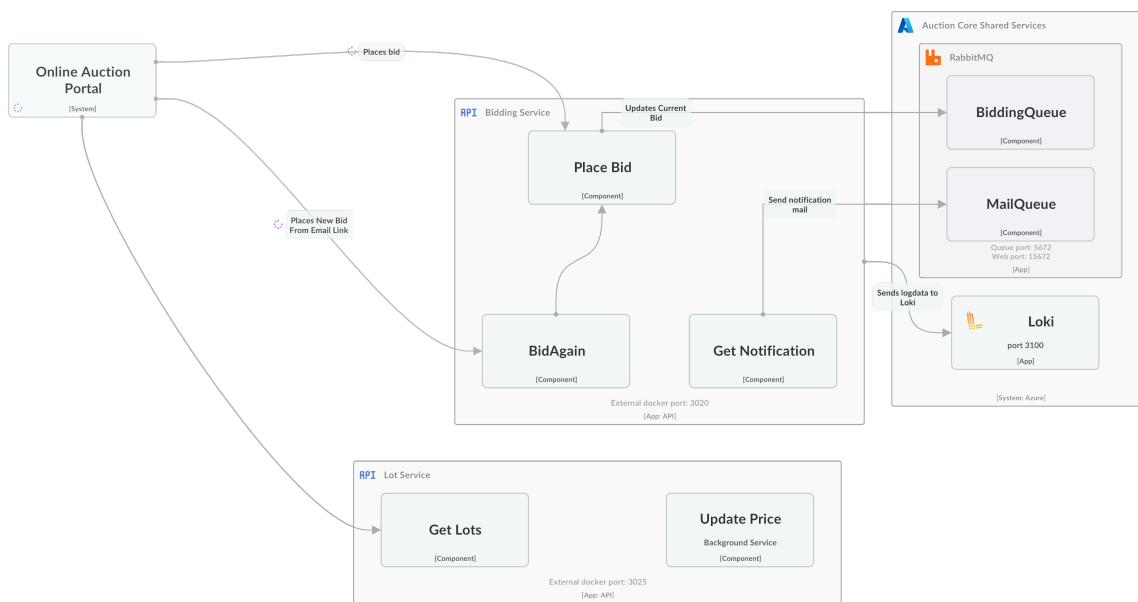 Online Auction
Portal
[System]
Places bid
Places New Bid
From Email Link
API Bidding Service
Updates Current
Bid
Place Bid
[Component]
Send notification
mail
BidAgain
[Component]
Get Notification
[Component]
External docker port: 3020
[App: API]
Auction Core Shared Services
RabbitMQ
BiddingQueue
[Component]
MailQueue
[Component]
Queue port: 5672
Web port: 15672
[App]
Sends logdata to
Loki
Loki
port 3100
[App]
[System: Azure]
API Lot Service
Get Lots
[Component]
Update Price
Background Service
[Component]
External docker port: 3025
[App: API]